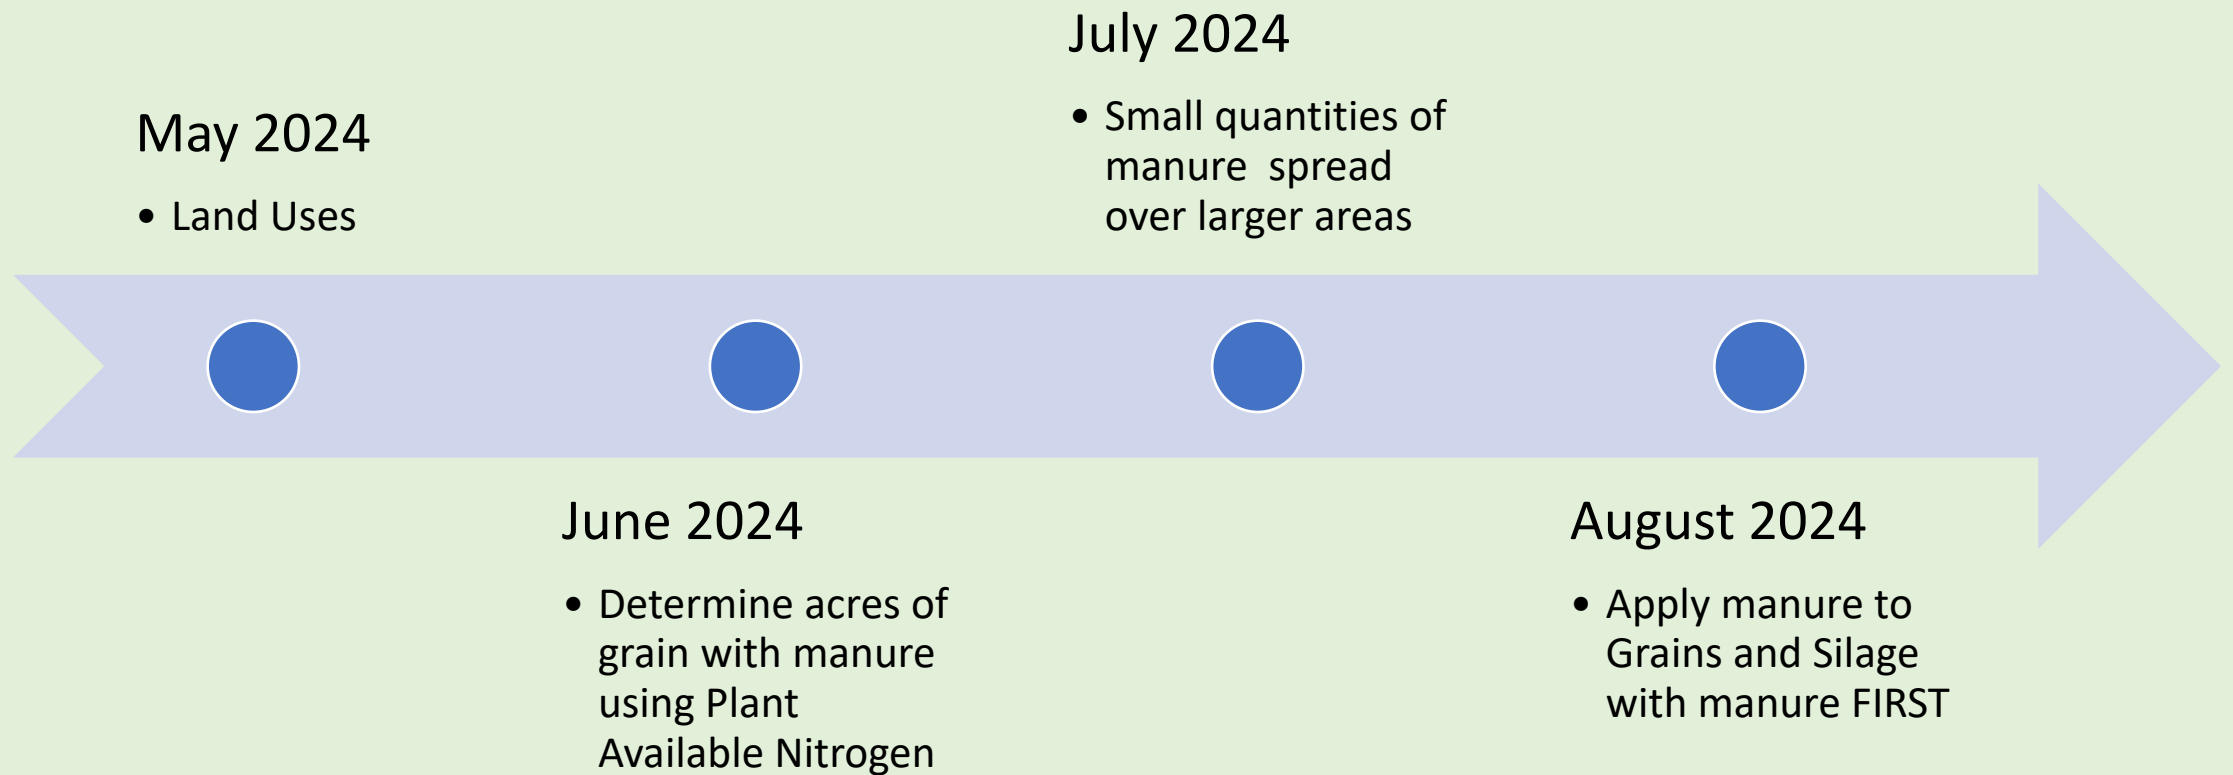 May 2024
• Land Uses
June 2024
• Determine acres of
grain with manure
using Plant
Available Nitrogen
July 2024
• Small quantities of
manure  spread
over larger areas
August 2024
• Apply manure to
Grains and Silage
with manure FIRST